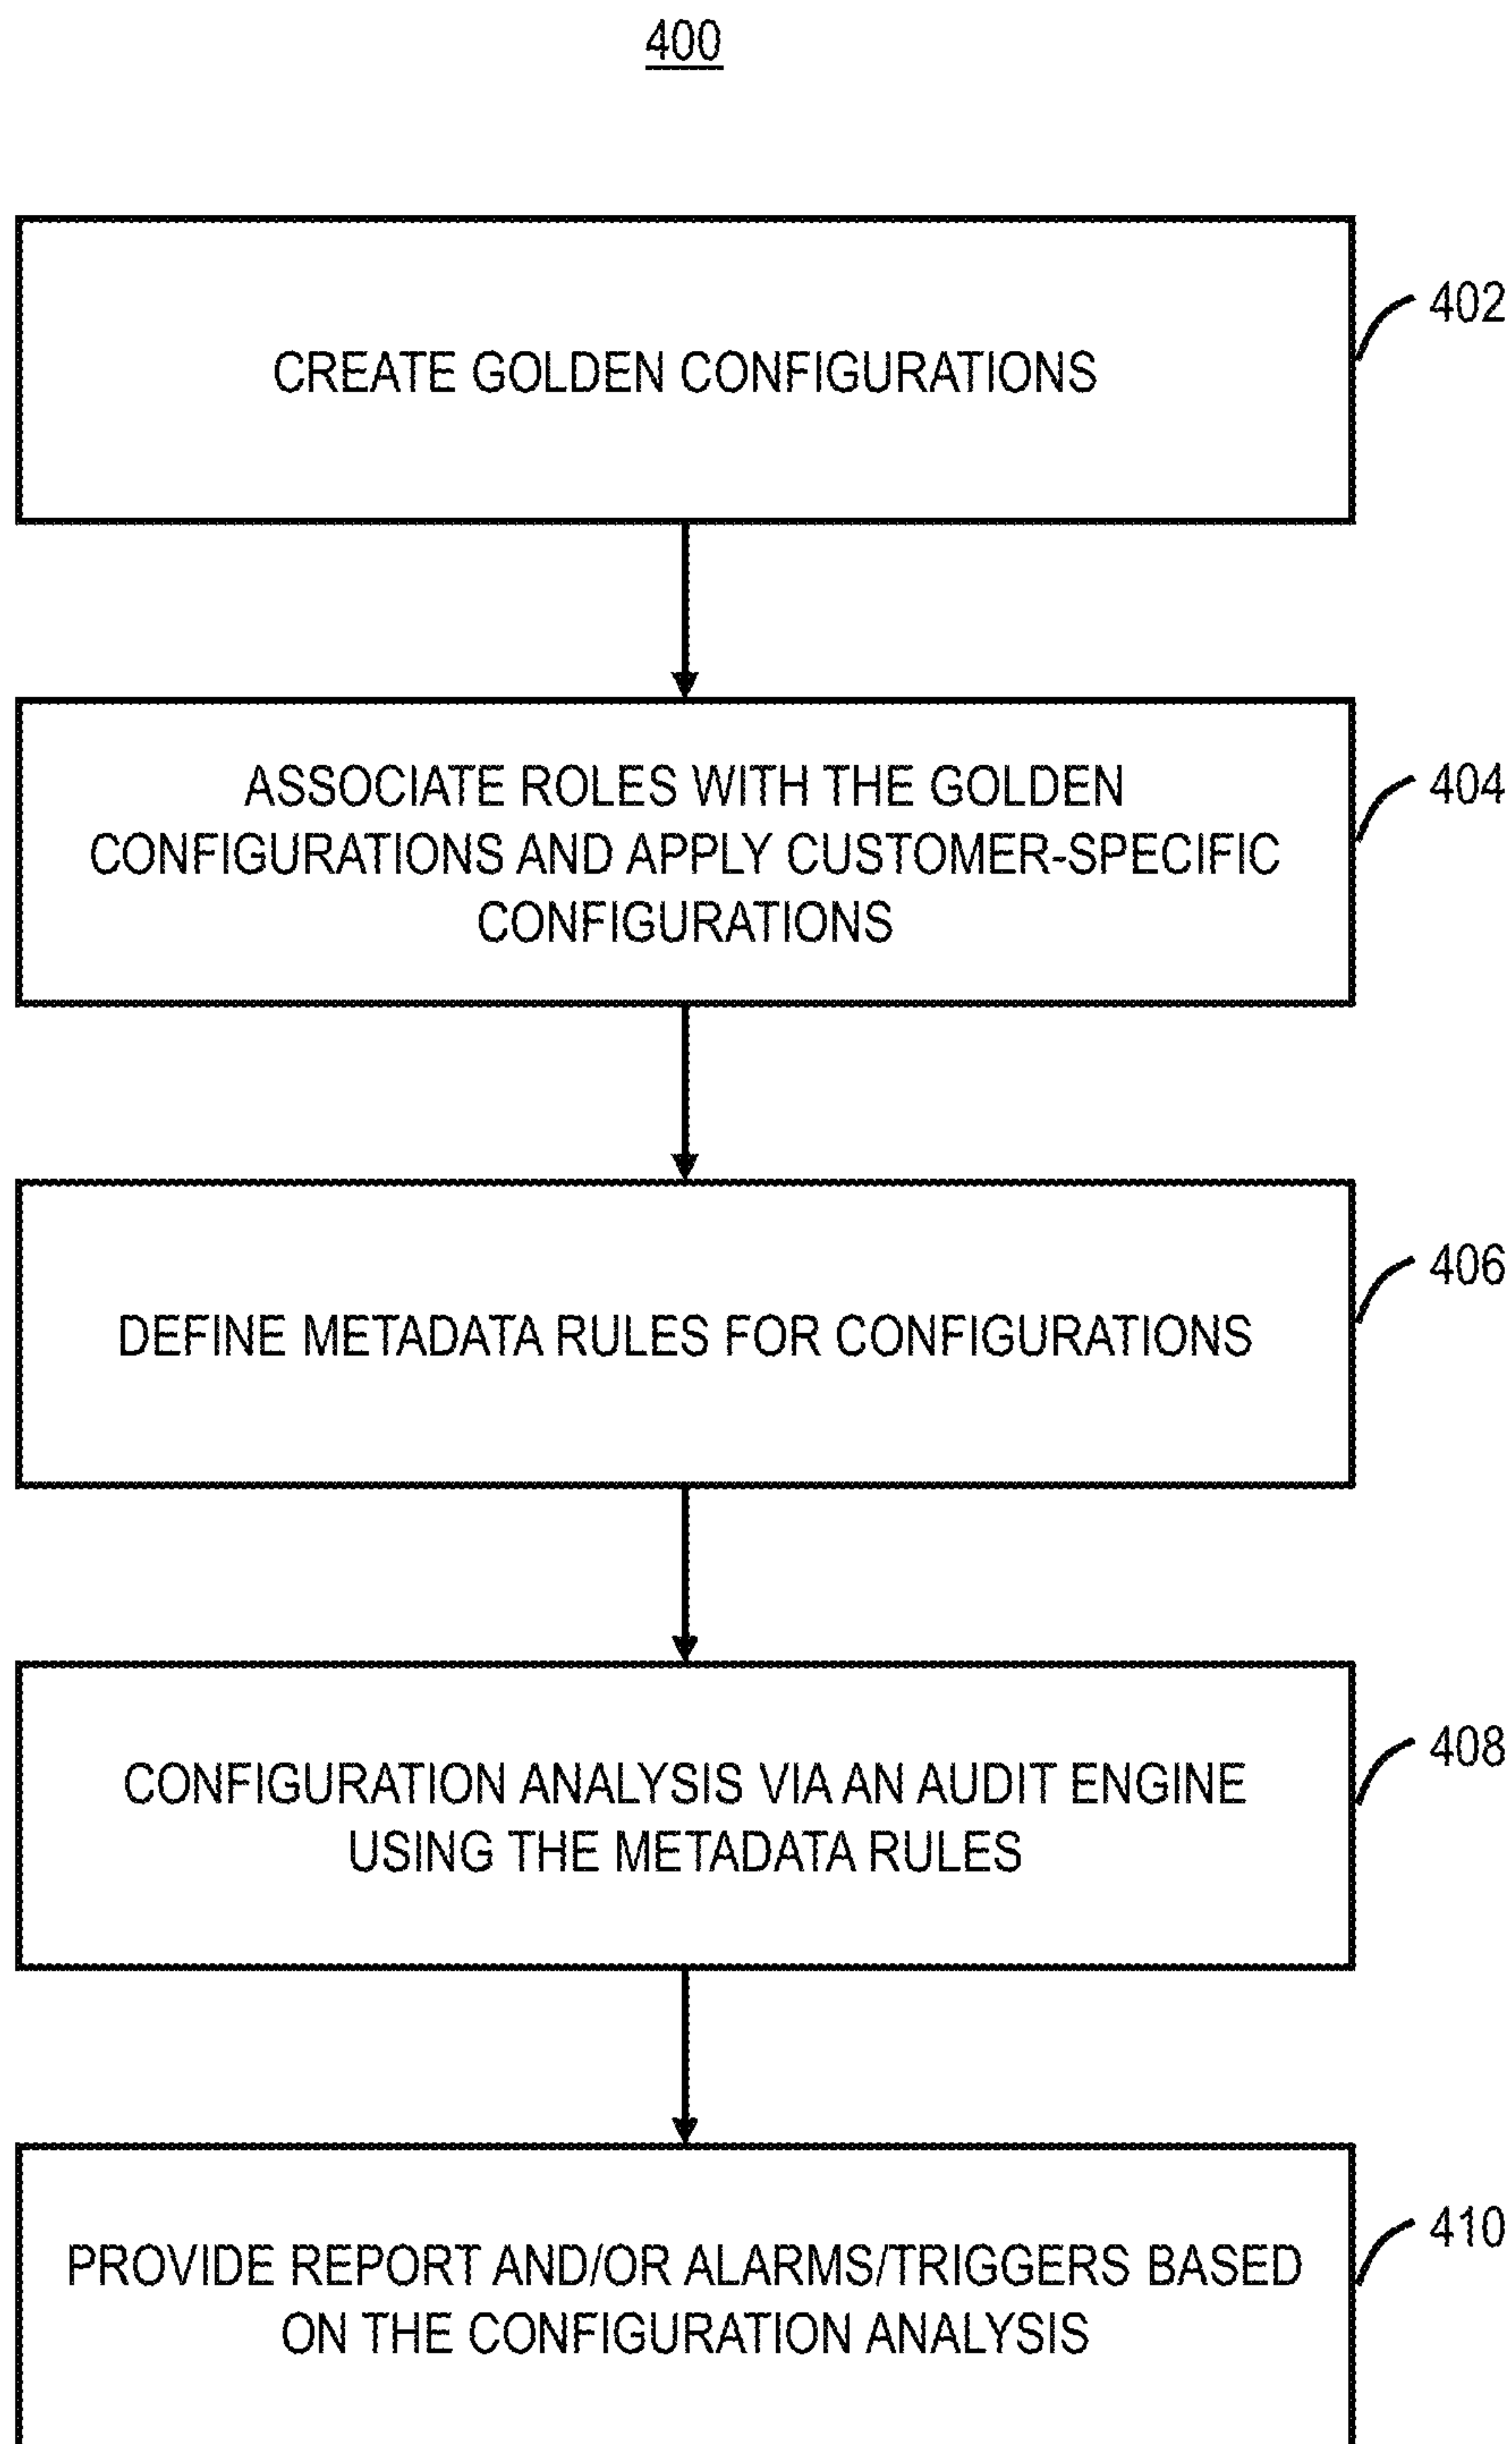 400
CREATE GOLDEN CONFIGURATIONS
402
ASSOCIATE ROLES WITH THE GOLDEN
CONFIGURATIONS AND APPLY CUSTOMER-SPECIFIC
CONFIGURATIONS
404
DEFINE METADATA RULES FOR CONFIGURATIONS
406
CONFIGURATION ANALYSIS VIA AN AUDIT ENGINE
USING THE METADATA RULES
408
PROVIDE REPORT AND/OR ALARMS/TRIGGERS BASED
ON THE CONFIGURATION ANALYSIS
410